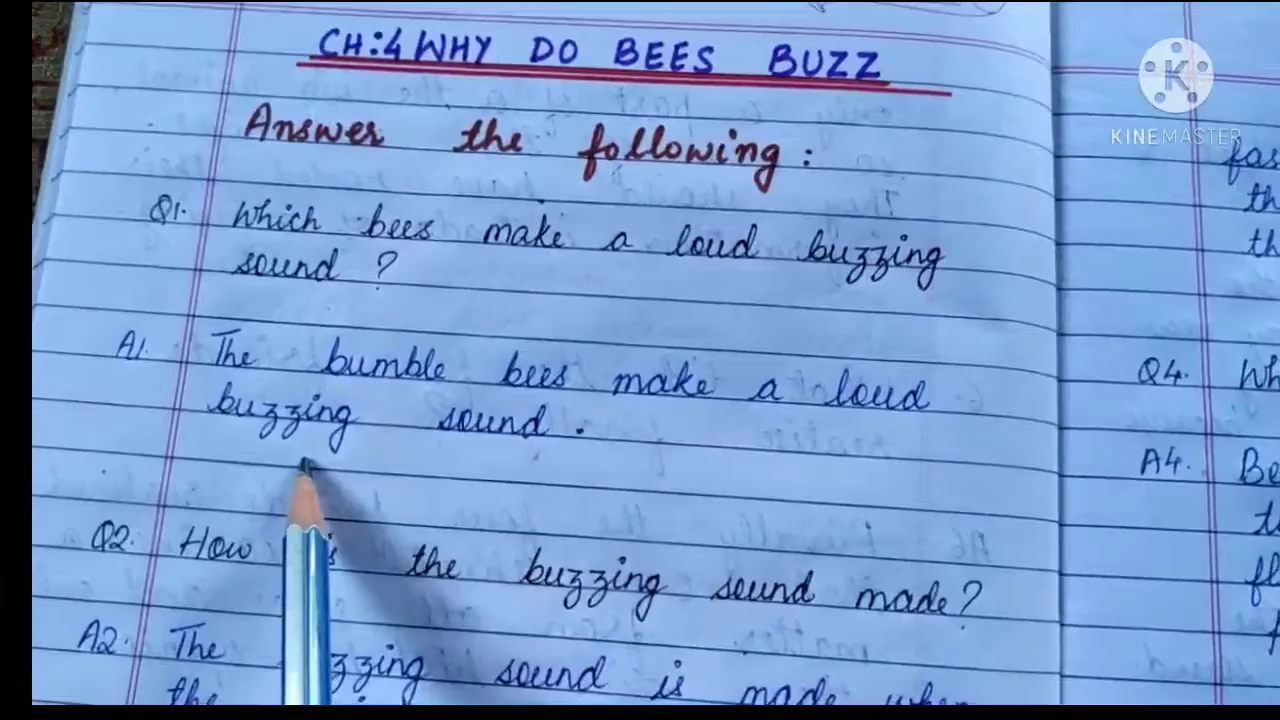 CH:4 WHY DO BEES BUZZ
Answer the following :
Q1. Which bees make a loud buzzing
sound ?
A1. The bumble bees make a loud
buzzing sound .
Q2. How the buzzing sound made?
A2. The sound is made when
the
KINEMASTER
Q4.
A4.